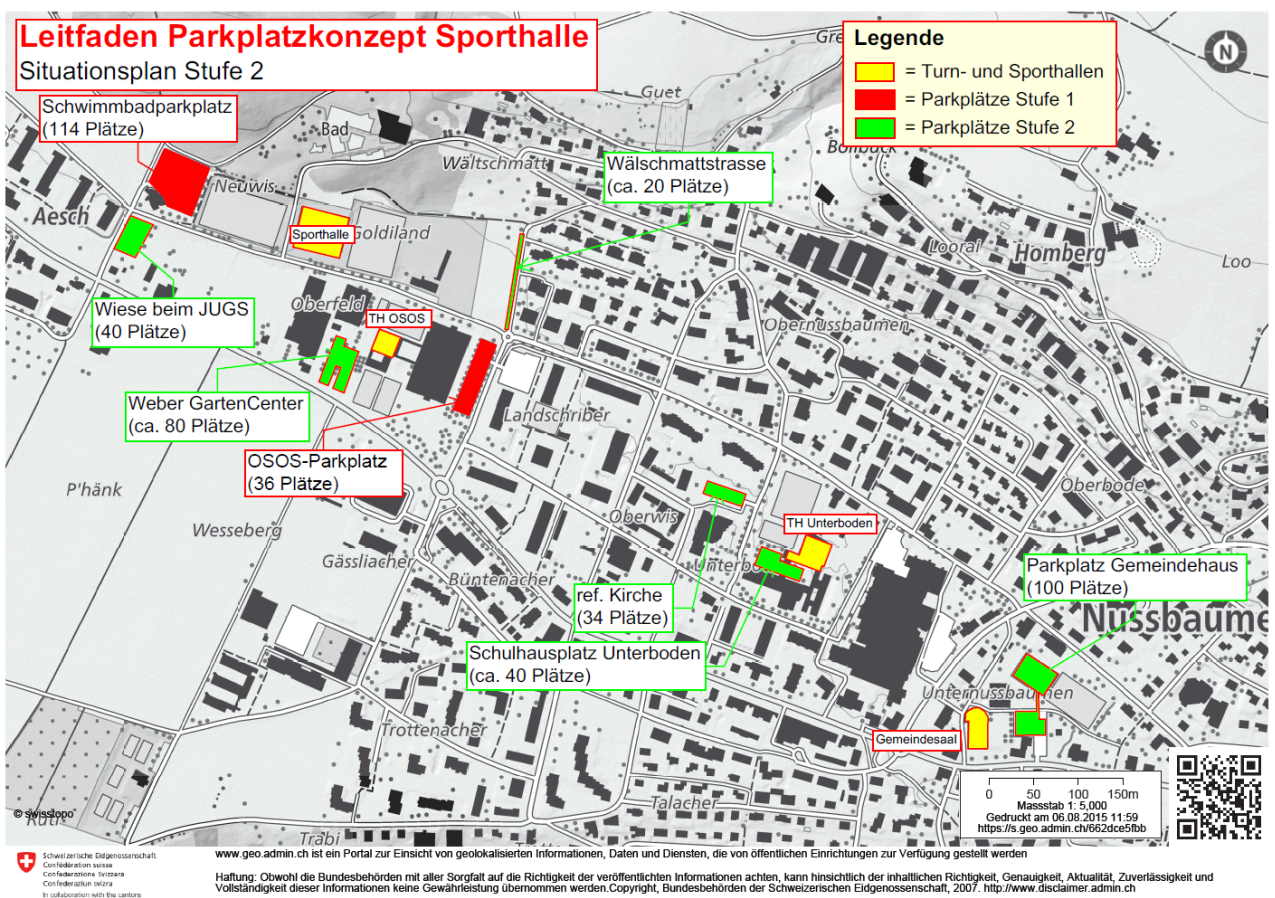 Leitfaden Parkplatzkonzept Sporthalle
Situationsplan Stufe 2
Legende
= Turn- und Sporthallen
= Parkplätze Stufe 1
= Parkplätze Stufe 2
N
Schwimmbadparkplatz
(114 Plätze)
Guet
Bad
Wältschmatt
Wälschmattstrasse
(ca. 20 Plätze)
Neuwis
Aesch
Sporthalle
Goldiland
Loorai
Homberg
Loo
Wiese beim JUGS
(40 Plätze)
Oberfeld
TH OSOS
Obernussbaumen
Weber GartenCenter
(ca. 80 Plätze)
Landschriber
OSOS-Parkplatz
(36 Plätze)
P'hänk
Oberbode
Wesseberg
Oberwis
TH Unterboden
Gässliacher
Büntenacher
Parkplatz Gemeindehaus
(100 Plätze)
ref. Kirche
(34 Plätze)
Nussbaume
Schulhausplatz Unterboden
(ca. 40 Plätze)
Unternussbaumen
Trottenacher
Gemeindesaal
Talacher
Trabi
0 50 100 150m
Massstab 1: 5,000
Gedruckt am 06.08.2015 11:59
https://s.geo.admin.ch/662dce5fbb
© swisstopo
Schweizerische Eidgenossenschaft
Confédération suisse
Confederazione Svizzera
Confederaziun svizra
In collaboration with the cantons
www.geo.admin.ch ist ein Portal zur Einsicht von geolokalisierten Informationen, Daten und Diensten, die von öffentlichen Einrichtungen zur Verfügung gestellt werden
Haftung: Obwohl die Bundesbehörden mit aller Sorgfalt auf die Richtigkeit der veröffentlichten Informationen achten, kann hinsichtlich der inhaltlichen Richtigkeit, Genauigkeit, Aktualität, Zuverlässigkeit und
Vollständigkeit dieser Informationen keine Gewährleistung übernommen werden.Copyright, Bundesbehörden der Schweizerischen Eidgenossenschaft, 2007. http://www.disclaimer.admin.ch